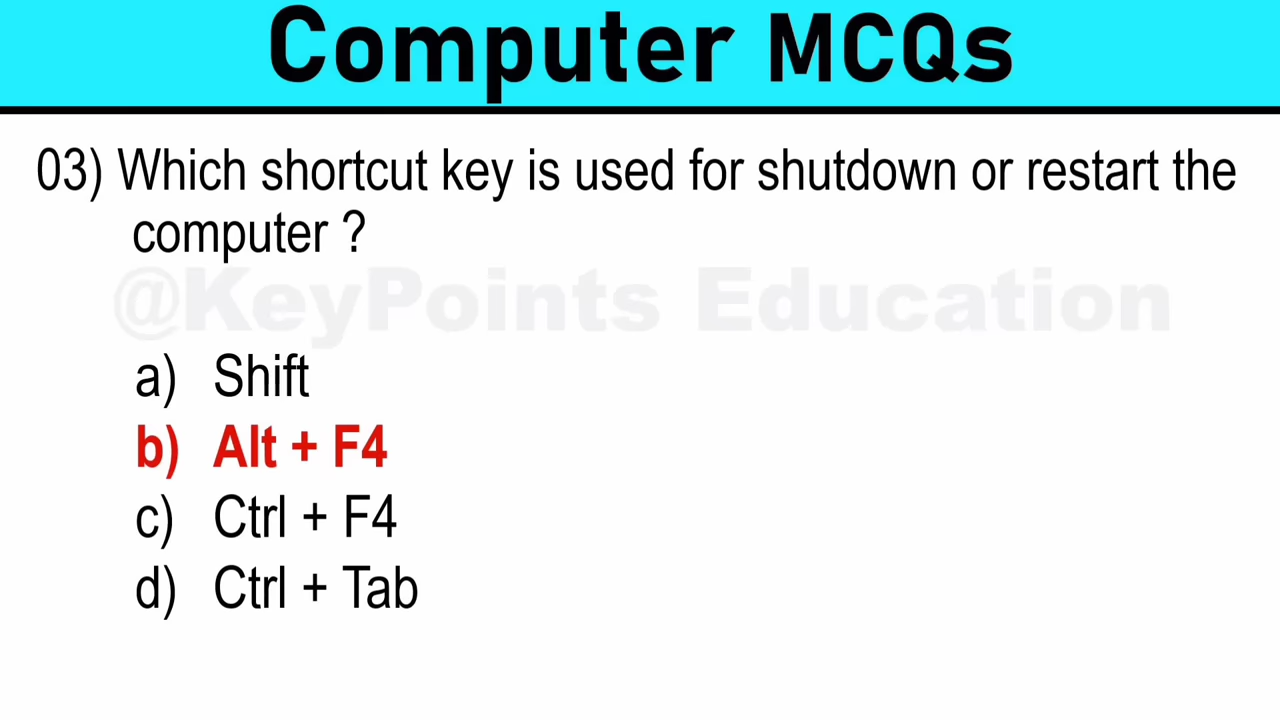 Computer MCQs
03) Which shortcut key is used for shutdown or restart the
computer ?
@KeyPoints Education
a) Shift
b) Alt + F4
c) Ctrl + F4
d) Ctrl + Tab